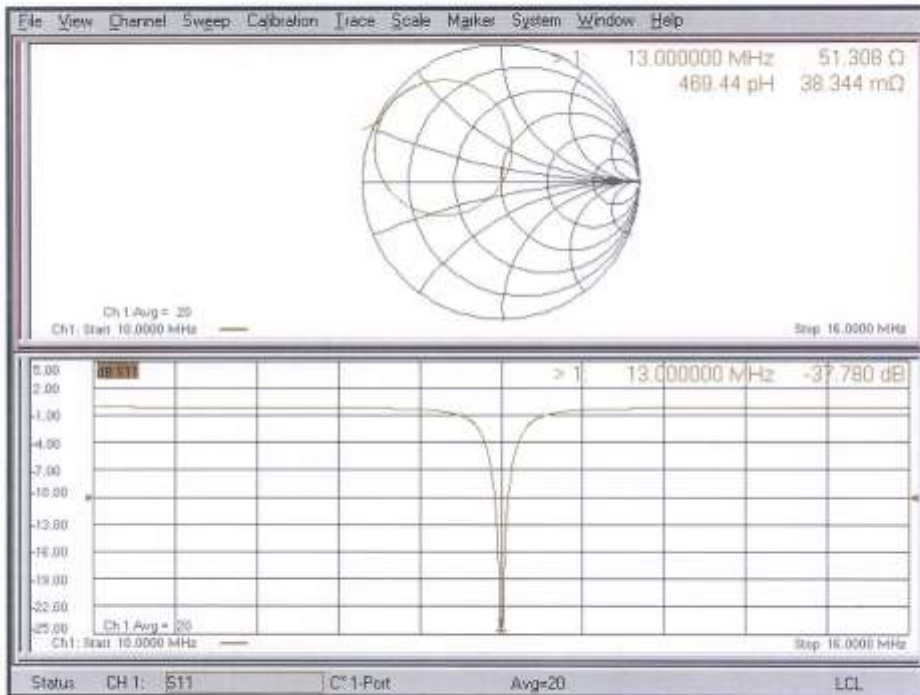 File View Channel Sweep Calibration Trace Scale Marker System Window Help
> 1: 13.000000 MHz 51.308 Ω
469.44 pH 38.344 mΩ
Ch 1 Avg = 20
Ch1: Start 10.0000 MHz
Stop 16.0000 MHz
5.00
dB S11
> 1: 13.000000 MHz -37.780 dB
2.00
-1.00
-4.00
-7.00
-10.00
-13.00
-16.00
-19.00
-22.00
-25.00
Ch 1 Avg = 20
Ch1: Start 10.0000 MHz
Stop 16.0000 MHz
Status CH 1: S11 C* 1-Port Avg=20 LCL